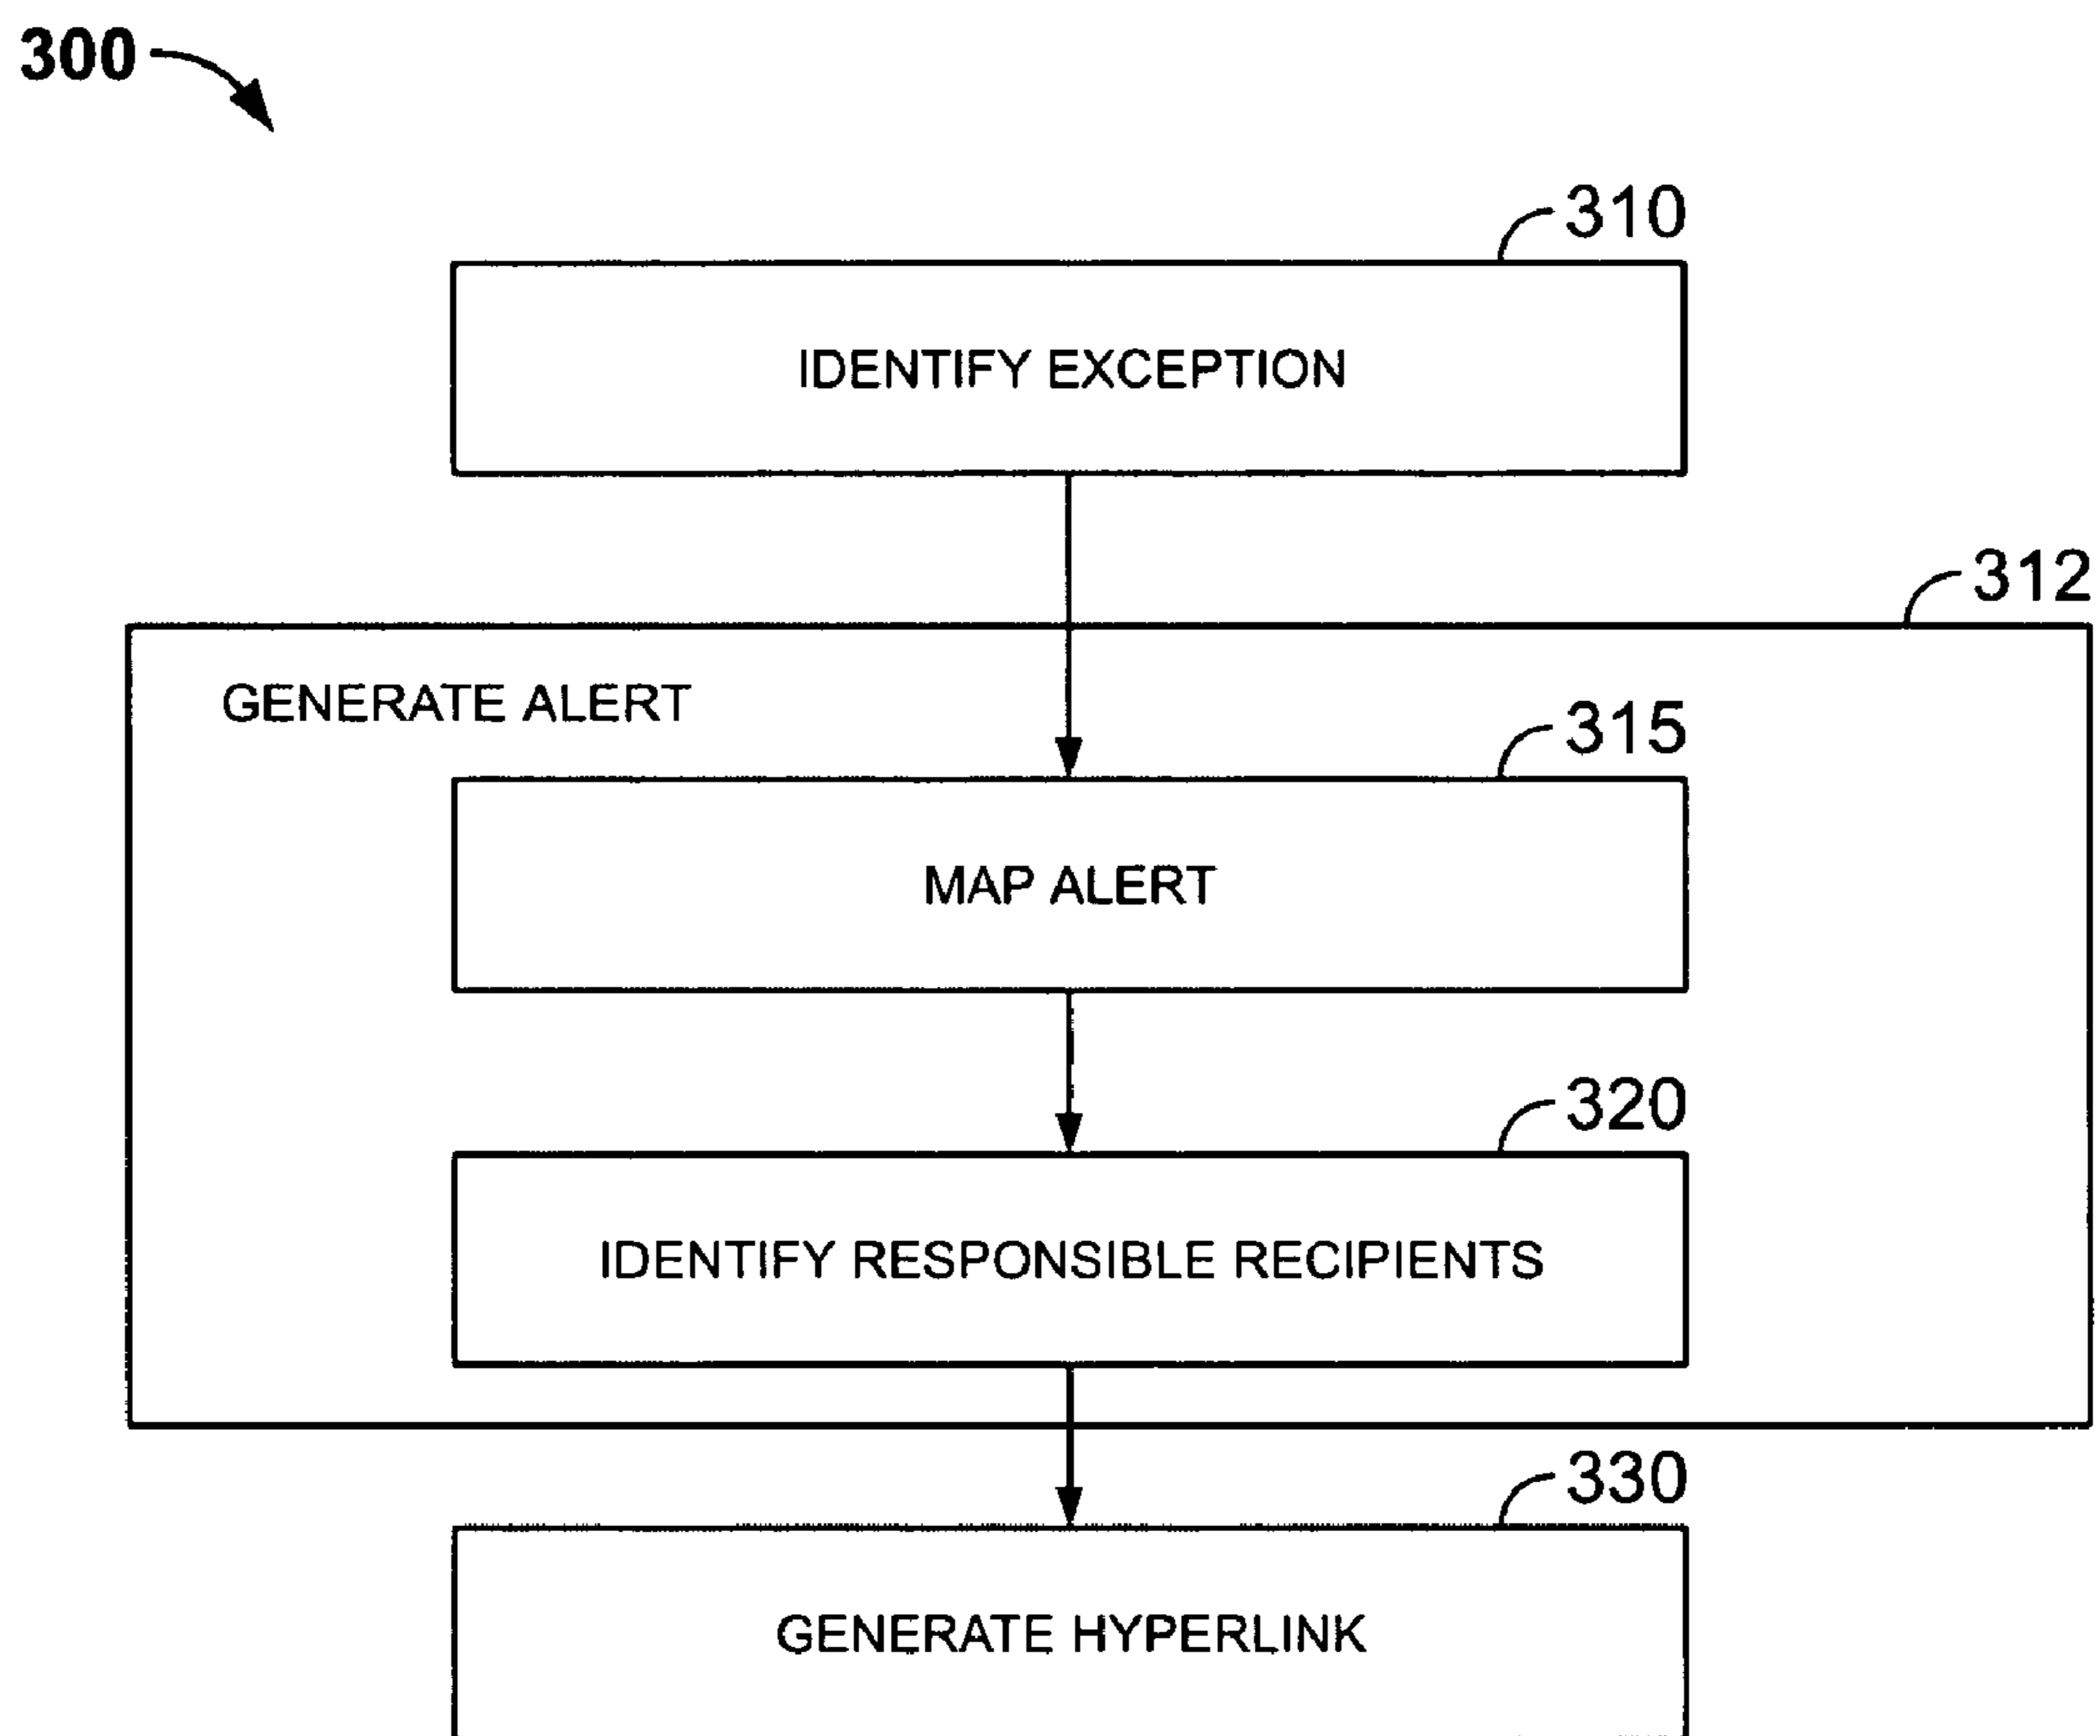 300
310
IDENTIFY EXCEPTION
312
GENERATE ALERT
315
MAP ALERT
320
IDENTIFY RESPONSIBLE RECIPIENTS
330
GENERATE HYPERLINK